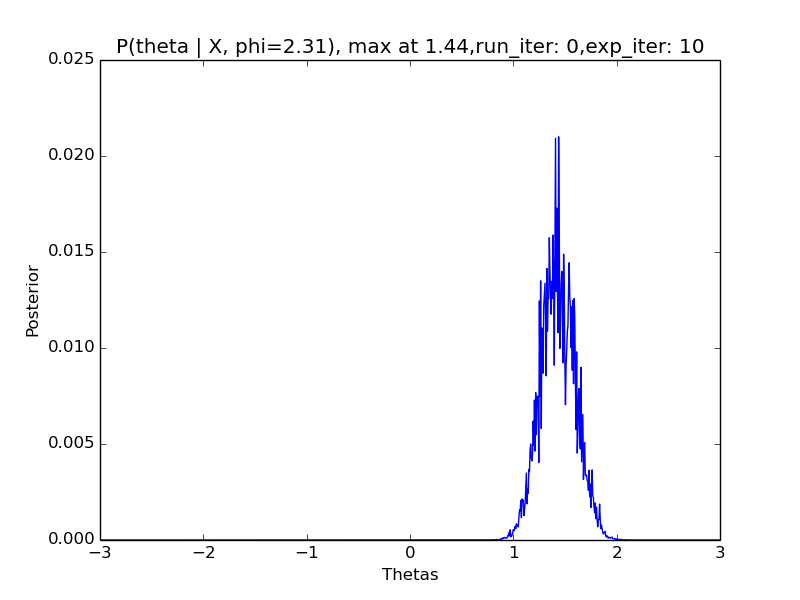 P(theta | X, phi=2.31), max at 1.44,run_iter: 0,exp_iter: 10
0.025
0.020
0.015
0.010
0.005
0.000
Posterior
−3 −2 −1 0 1 2 3
Thetas